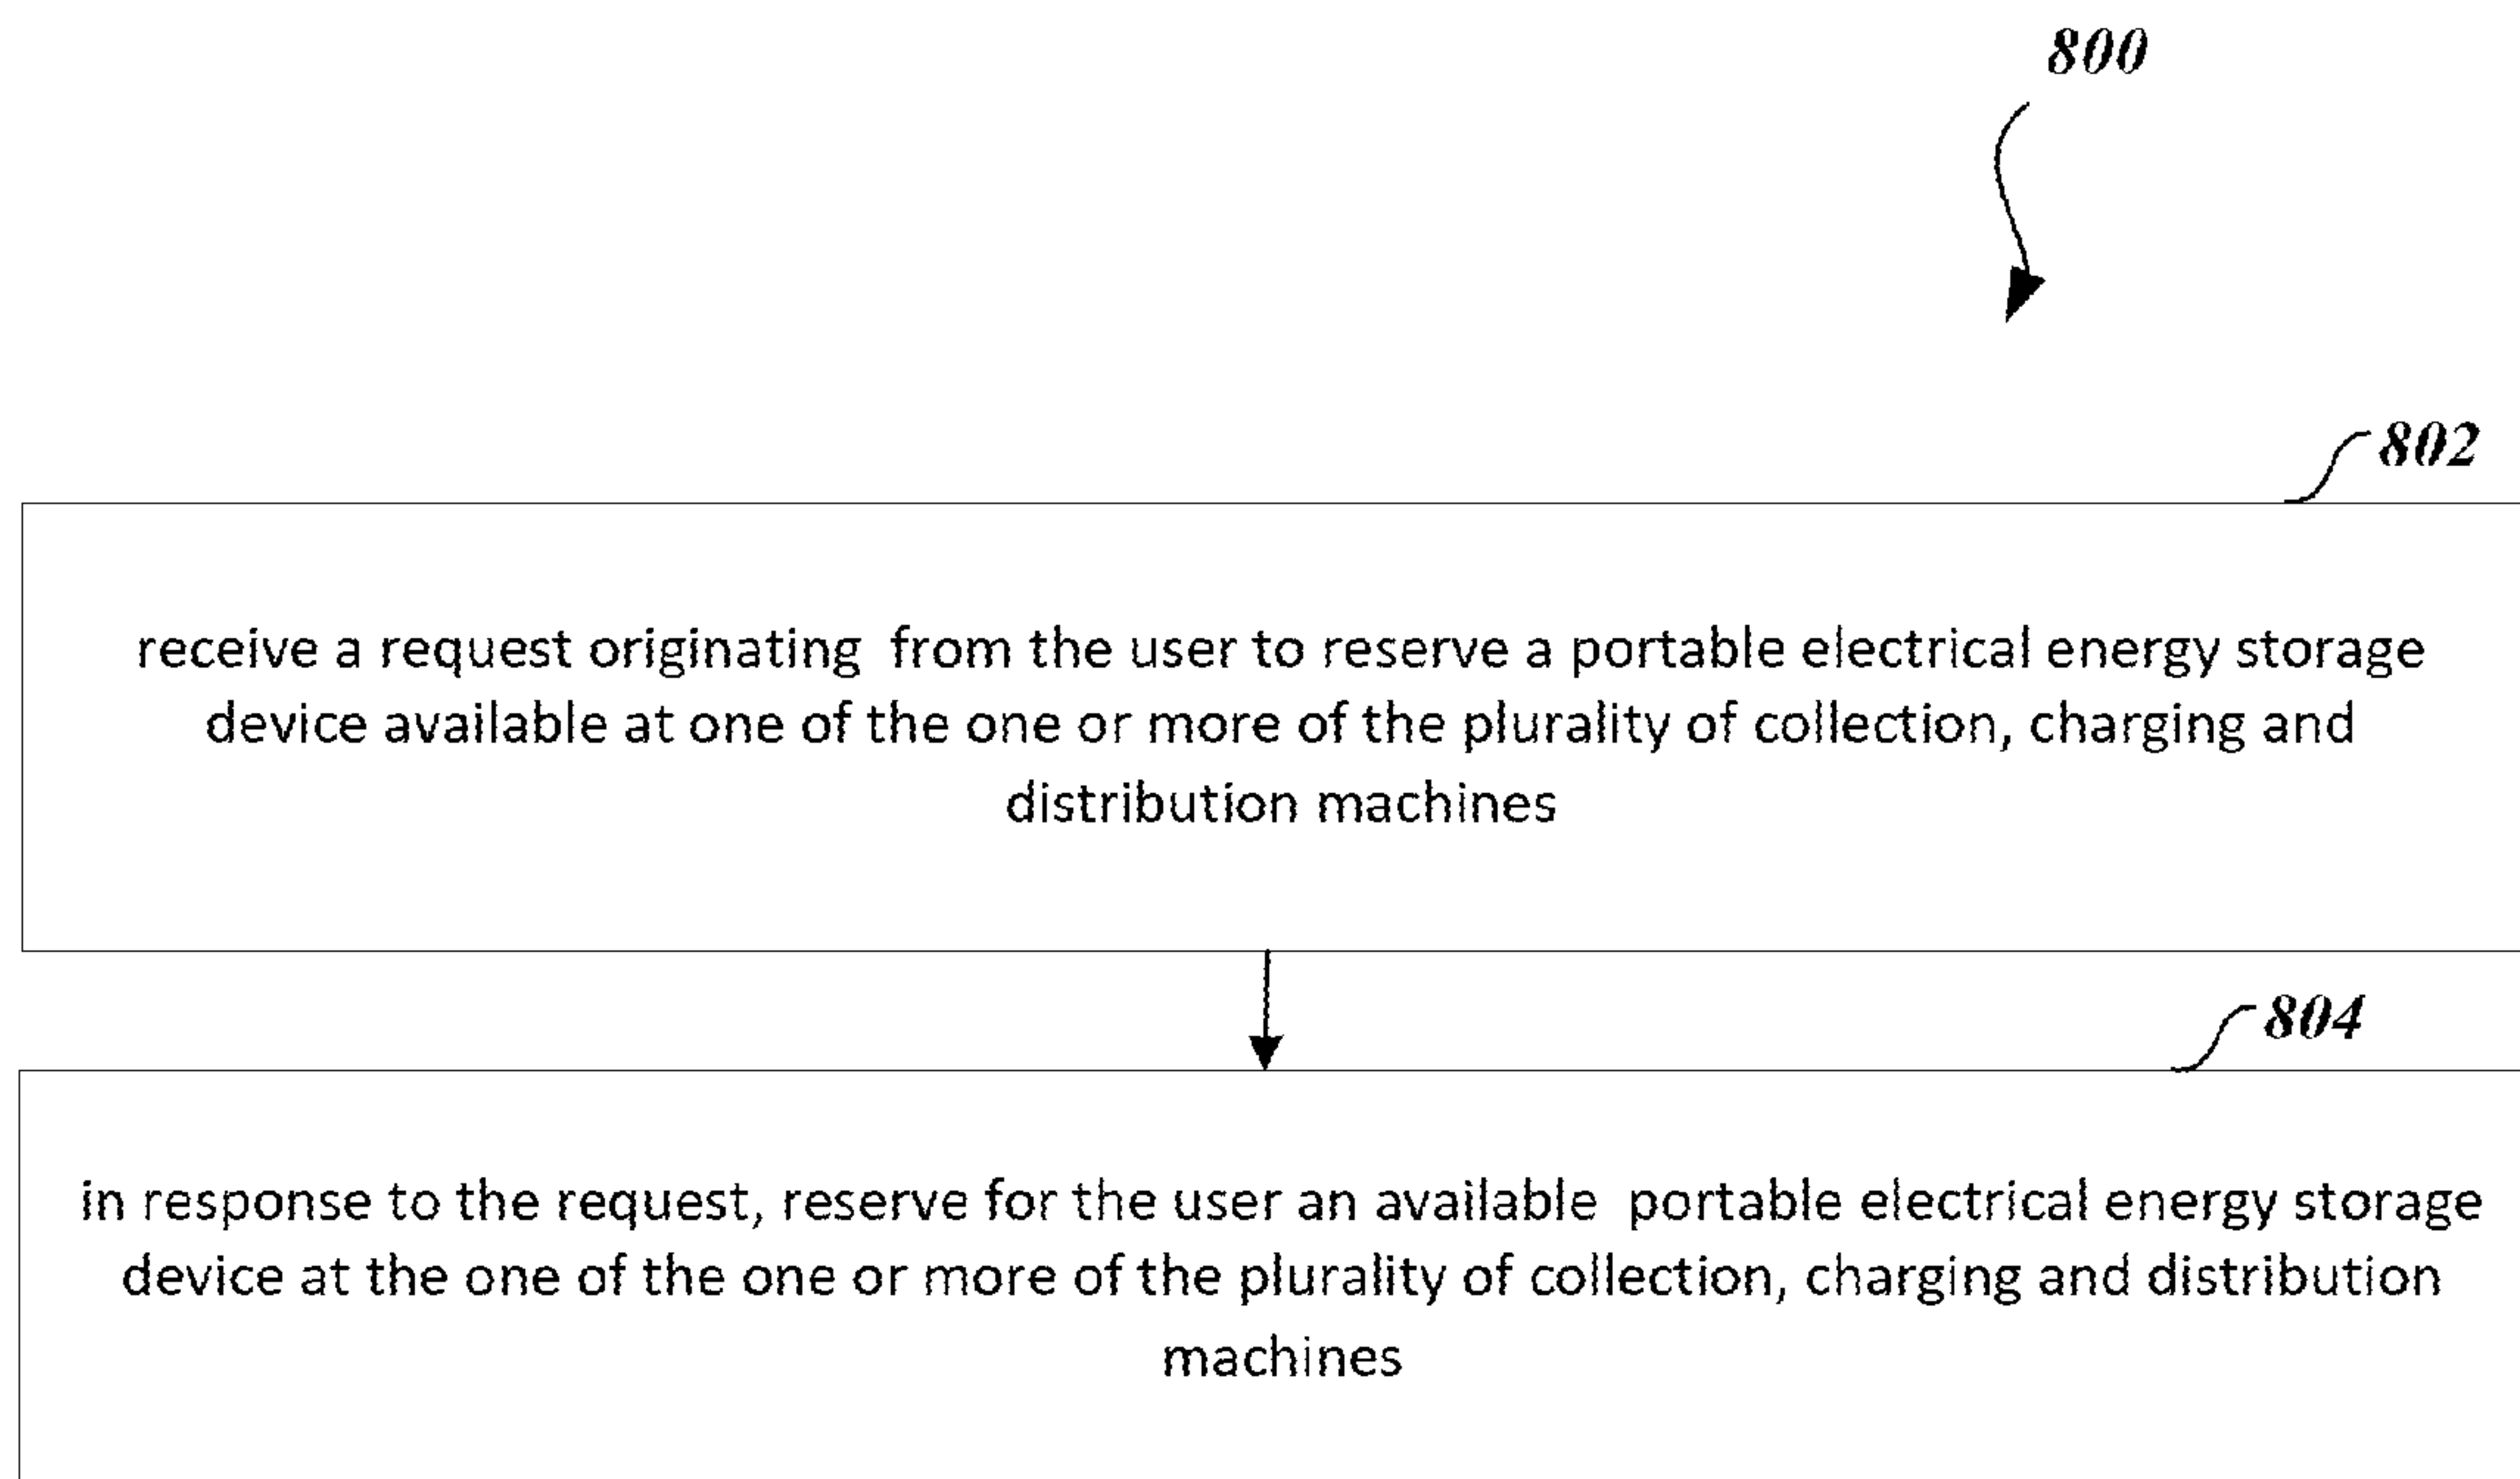 800
802
receive a request originating from the user to reserve a portable electrical energy storage
device available at one of the one or more of the plurality of collection, charging and
distribution machines
804
in response to the request, reserve for the user an available portable electrical energy storage
device at the one of the one or more of the plurality of collection, charging and distribution
machines